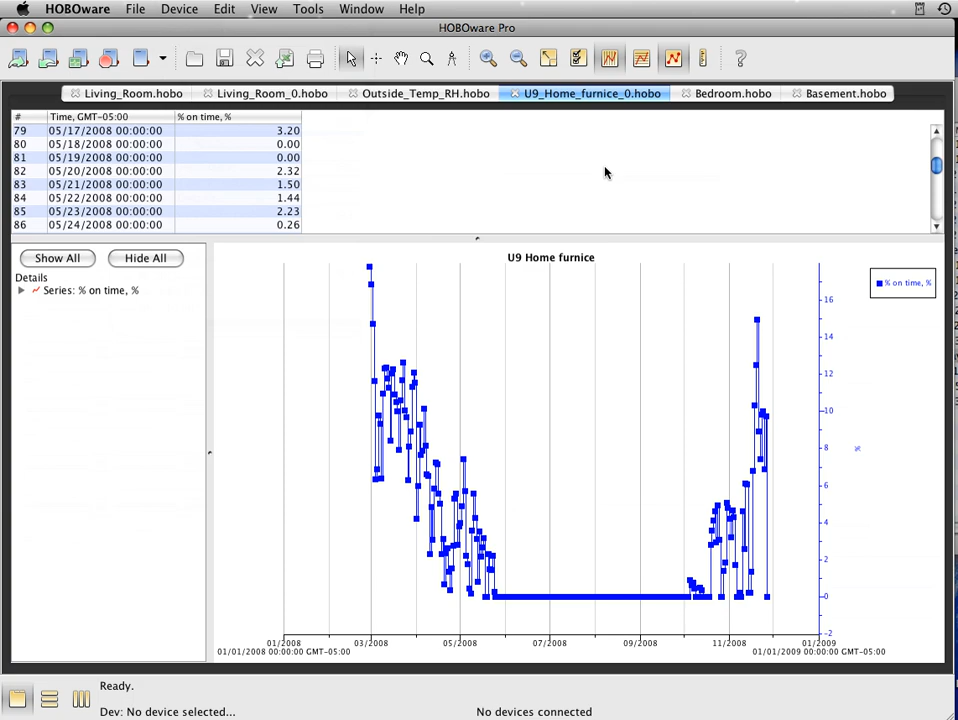 HOBOware File Device Edit View Tools Window Help
HOBOware Pro
Living_Room.hobo Living_Room_0.hobo Outside_Temp_RH.hobo U9_Home_furnice_0.hobo Bedroom.hobo Basement.hobo
# Time, GMT-05:00 % on time, %
79 05/17/2008 00:00:00 3.20
80 05/18/2008 00:00:00 0.00
81 05/19/2008 00:00:00 0.00
82 05/20/2008 00:00:00 2.32
83 05/21/2008 00:00:00 1.50
84 05/22/2008 00:00:00 1.44
85 05/23/2008 00:00:00 2.23
86 05/24/2008 00:00:00 0.26
Show All Hide All
Details
Series: % on time, %
U9 Home furnice
% on time, %
16
14
12
10
8
%
6
4
2
0
-2
01/2008 03/2008 05/2008 07/2008 09/2008 11/2008 01/2009
01/01/2008 00:00:00 GMT-05:00 01/01/2009 00:00:00 GMT-05:00
Ready.
Dev: No device selected... No devices connected